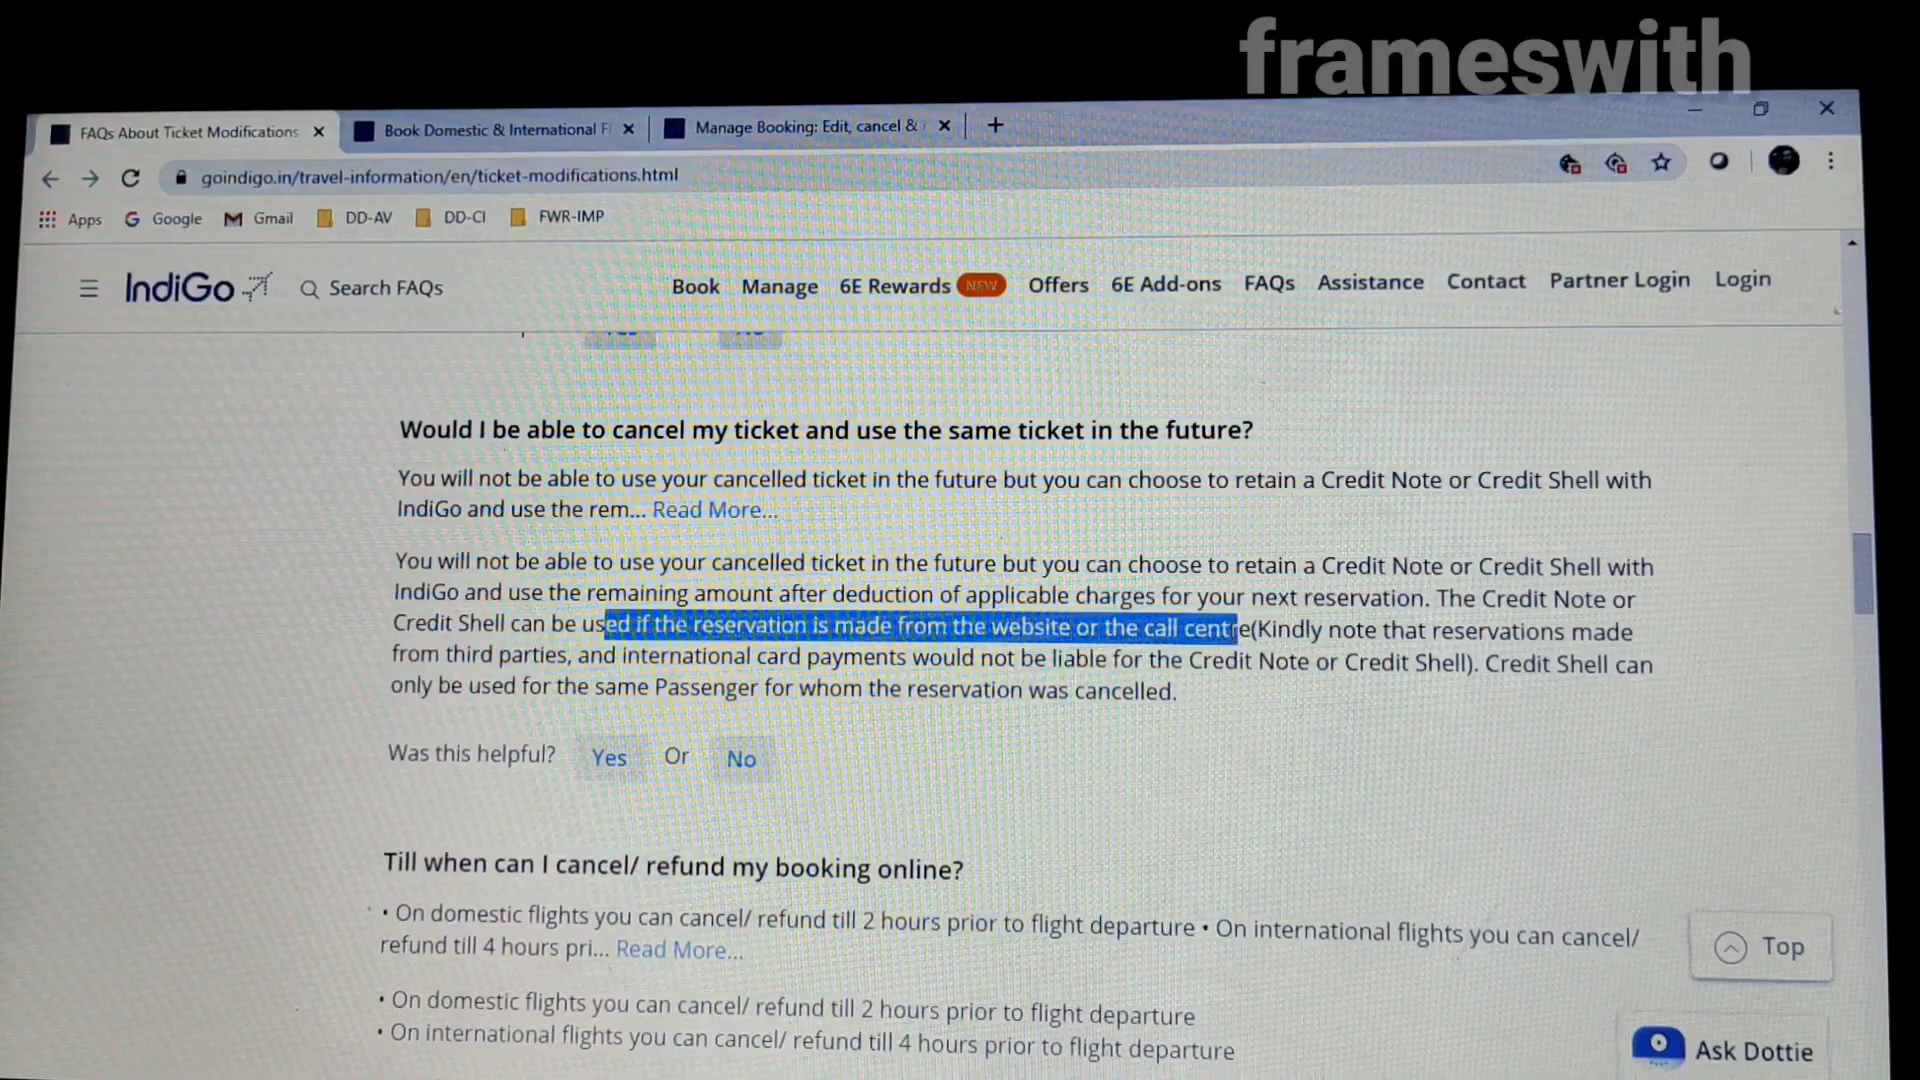 frameswith
FAQs About Ticket Modifications
Book Domestic & International F
Manage Booking: Edit, cancel &
goindigo.in/travel-information/en/ticket-modifications.html
Apps Google Gmail DD-AV DD-CI FWR-IMP
IndiGo Search FAQs Book Manage 6E Rewards NEW Offers 6E Add-ons FAQs Assistance Contact Partner Login Login
Would I be able to cancel my ticket and use the same ticket in the future?
You will not be able to use your cancelled ticket in the future but you can choose to retain a Credit Note or Credit Shell with
IndiGo and use the rem... Read More...
You will not be able to use your cancelled ticket in the future but you can choose to retain a Credit Note or Credit Shell with
IndiGo and use the remaining amount after deduction of applicable charges for your next reservation. The Credit Note or
Credit Shell can be used if the reservation is made from the website or the call centre(Kindly note that reservations made
from third parties, and international card payments would not be liable for the Credit Note or Credit Shell). Credit Shell can
only be used for the same Passenger for whom the reservation was cancelled.
Was this helpful? Yes Or No
Till when can I cancel/ refund my booking online?
• On domestic flights you can cancel/ refund till 2 hours prior to flight departure • On international flights you can cancel/
refund till 4 hours pri... Read More...
Top
• On domestic flights you can cancel/ refund till 2 hours prior to flight departure
• On international flights you can cancel/ refund till 4 hours prior to flight departure
Ask Dottie